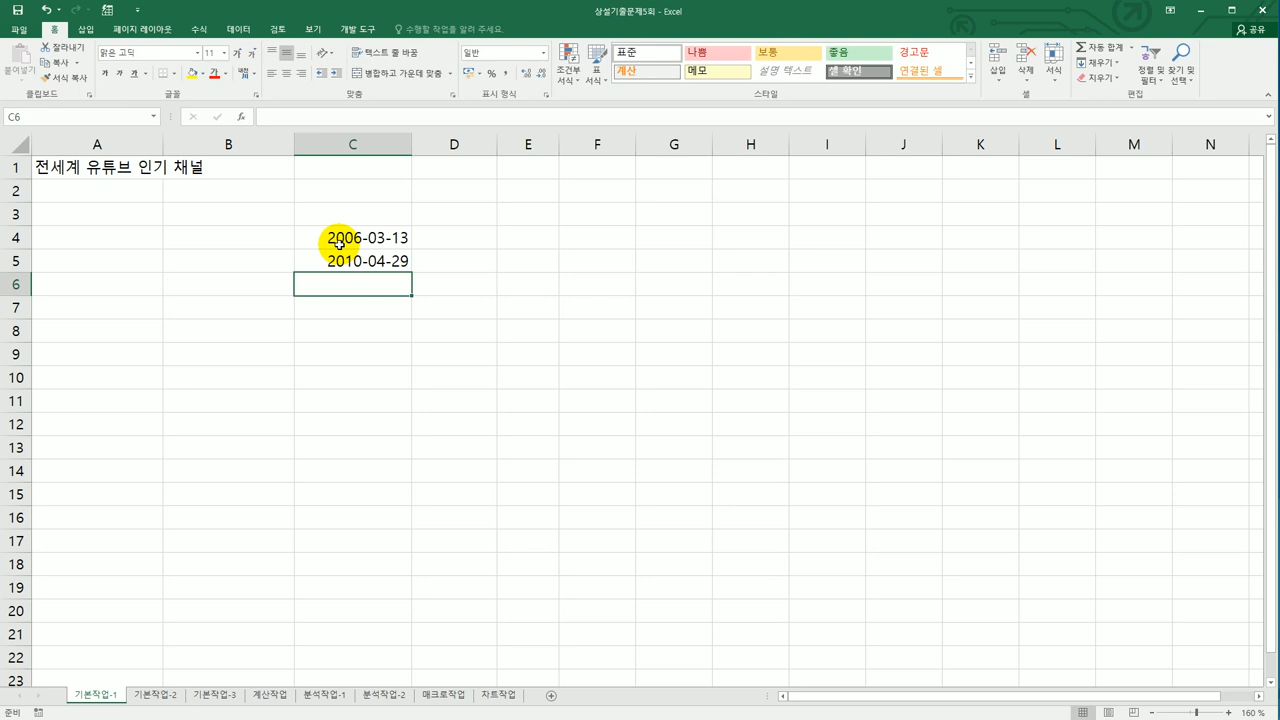 상설기출문제5회 - Excel
파일 홈 삽입 페이지 레이아웃 수식 데이터 검토 보기 개발 도구 수행할 작업을 알려 주세요. 공유
붙여넣기 잘라내기 복사 서식 복사
맑은 고딕 11
가 가 가 가 가
텍스트 줄 바꿈
병합하고 가운데 맞춤
일반
조건부 서식 표 서식
표준 나쁨 보통 좋음 경고문
계산 메모 설명 텍스트 셀 확인 연결된 셀
삽입 삭제 서식
자동 합계 채우기 지우기
정렬 및 필터 찾기 및 선택
클립보드 글꼴 맞춤 표시 형식 스타일 셀 편집
C6 fx
A B C D E F G H I J K L M N
1 전세계 유튜브 인기 채널
2
3
4 2006-03-13
5 2010-04-29
6
7
8
9
10
11
12
13
14
15
16
17
18
19
20
21
22
23
기본작업-1 기본작업-2 기본작업-3 계산작업 분석작업-1 분석작업-2 매크로작업 차트작업
준비 160 %